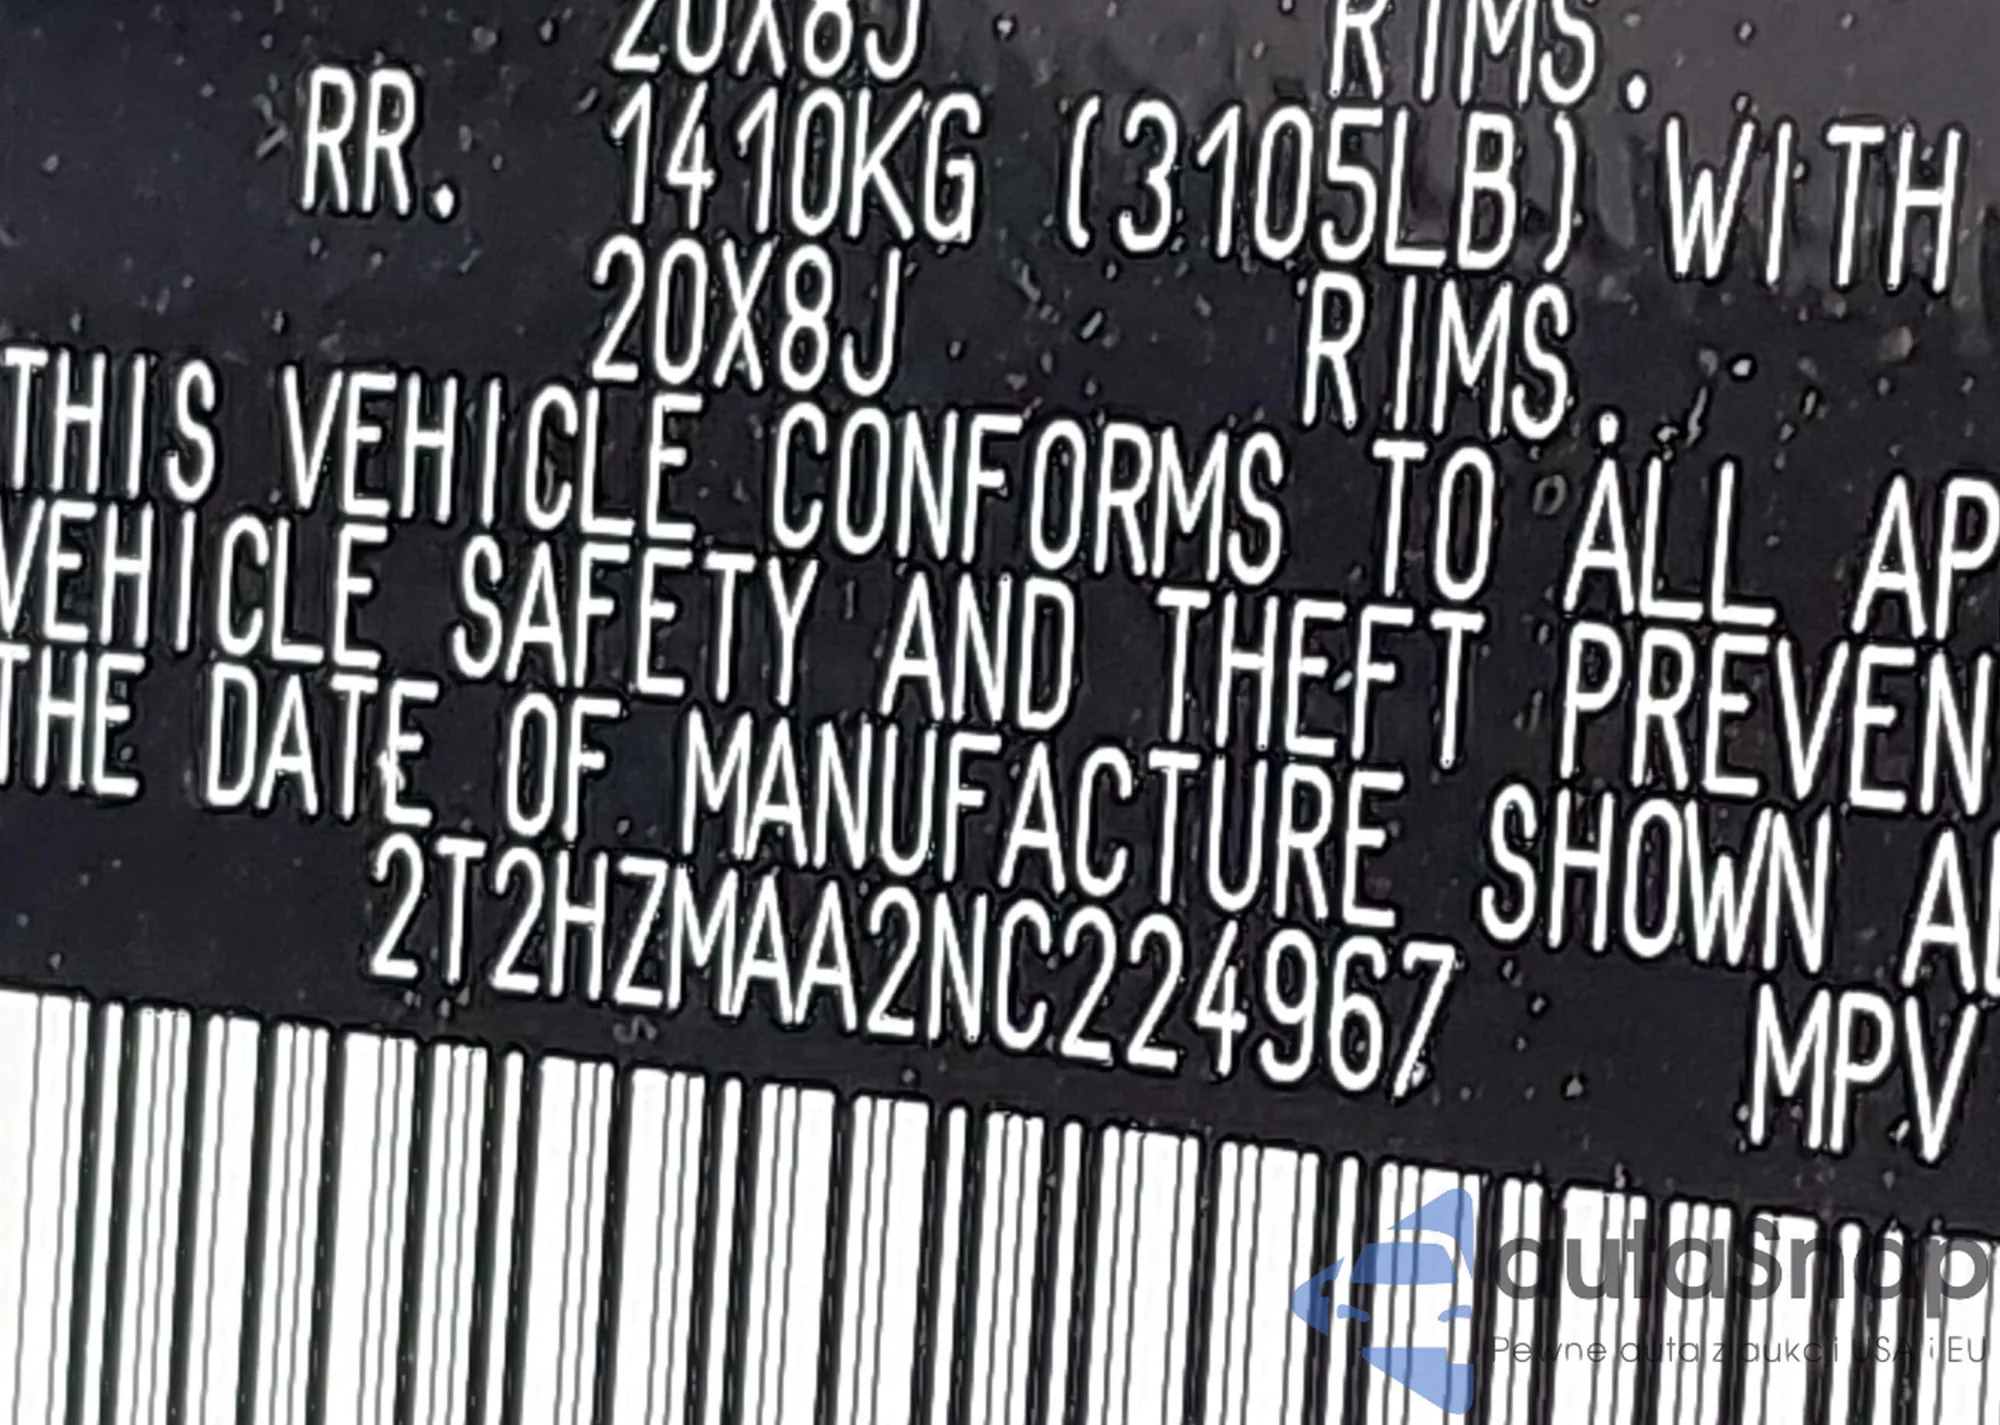 20X8J RIMS.
RR. 1410KG (3105LB) WITH
20X8J RIMS.
THIS VEHICLE CONFORMS TO ALL AP
VEHICLE SAFETY AND THEFT PREVEN
THE DATE OF MANUFACTURE SHOWN A
2T2HZMAA2NC224967 MPV
autaSnap
Pewne auta z aukcji USA i EU